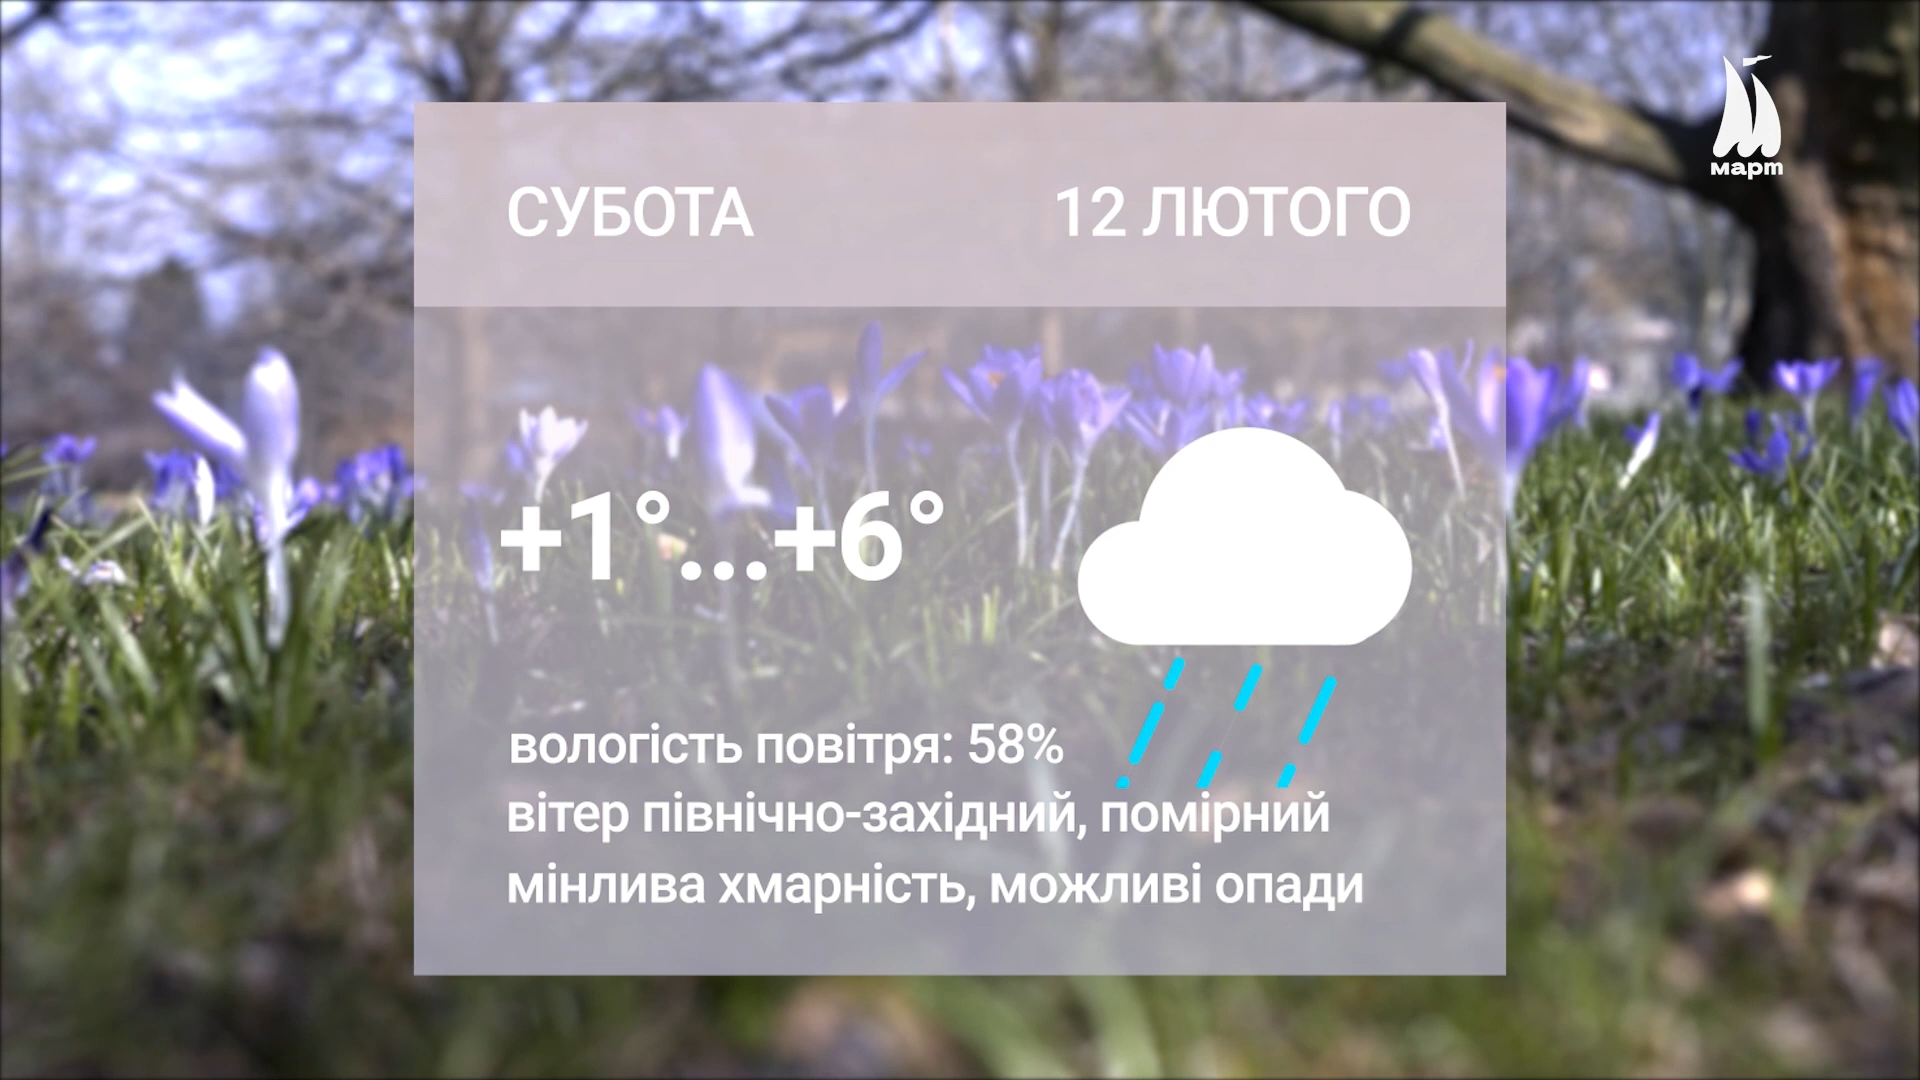 март
СУБОТА 12 ЛЮТОГО
+1°...+6°
вологість повітря: 58%
вітер північно-західний, помірний
мінлива хмарність, можливі опади